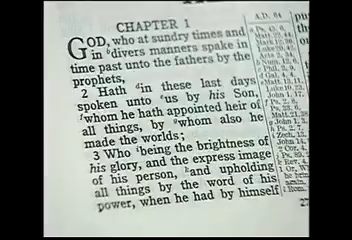 CHAPTER 1
GOD, who at sundry times and
in divers manners spake in
time past unto the fathers by the
prophets,
2 Hath in these last days
spoken unto us by his Son,
whom he hath appointed heir of
all things, by whom also he
made the worlds;
3 Who being the brightness of
his glory, and the express image
of his person, and upholding
all things by the word of his
power, when he had by himself
A.D. 64